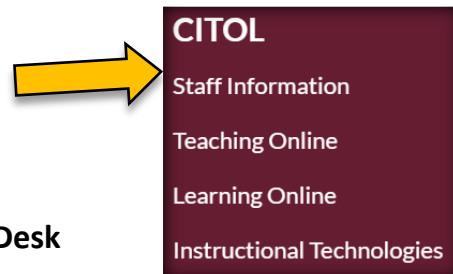 CITOL
Staff Information
Teaching Online
Learning Online
Desk
Instructional Technologies